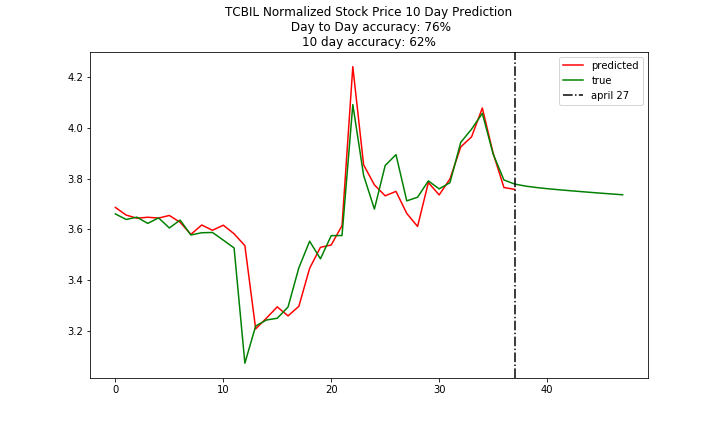 TCBIL Normalized Stock Price 10 Day Prediction
Day to Day accuracy: 76%
10 day accuracy: 62%
predicted
true
april 27
4.2
4.0
3.8
3.6
3.4
3.2
0 10 20 30 40